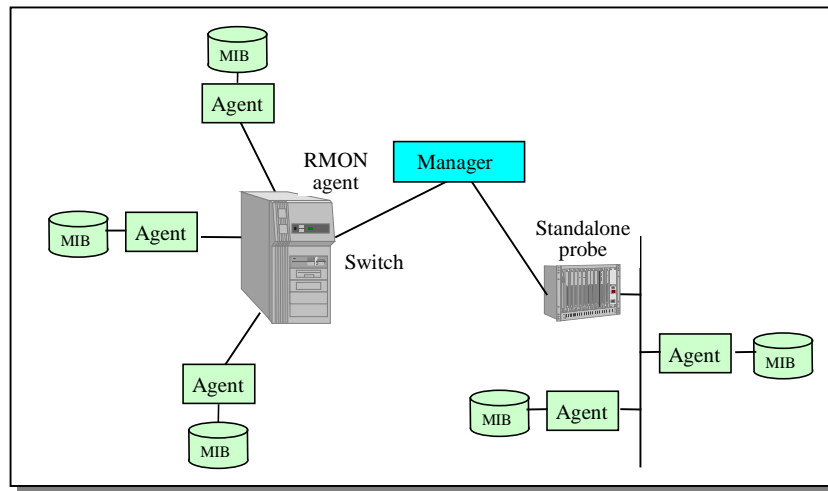 MIB
Agent
RMON
agent
Manager
MIB
Agent
Switch
Standalone
probe
Agent
MIB
Agent
MIB
MIB
Agent